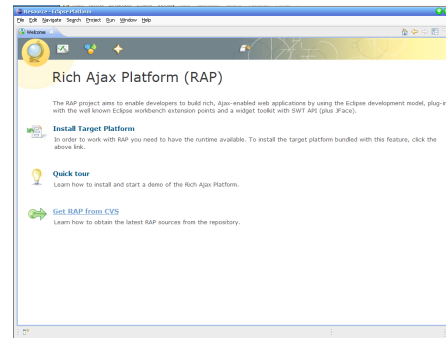 Resource - Eclipse Platform
File Edit Navigate Search Project Run Window Help
Welcome
Rich Ajax Platform (RAP)
The RAP project aims to enable developers to build rich, Ajax-enabled web applications by using the Eclipse development model, plug-in
with the well known Eclipse workbench extension points and a widget toolkit with SWT API (plus JFace).
Install Target Platform
In order to work with RAP you need to have the runtime available. To install the target platform bundled with this feature, click the
above link.
Quick tour
Learn how to install and start a demo of the Rich Ajax Platform.
Get RAP from CVS
Learn how to obtain the latest RAP sources from the repository.